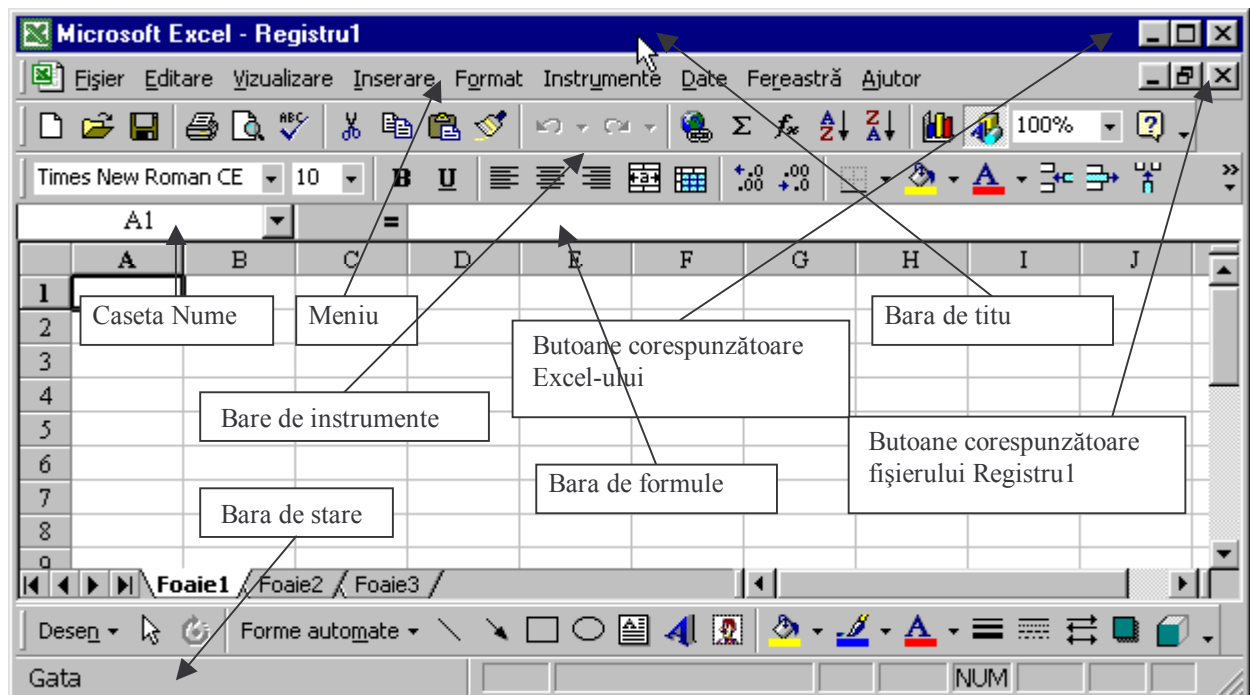 Microsoft Excel - Registru1
Fişier Editare Vizualizare Inserare Format Instrumente Date Fereastră Ajutor
100%
Times New Roman CE 10 B U
A1 =
A B C D E F G H I J
1
2
3
4
5
6
7
8
9
Caseta Nume
Meniu
Bara de titu
Butoane corespunzătoare
Excel-ului
Bare de instrumente
Butoane corespunzătoare
fişierului Registru1
Bara de formule
Bara de stare
Foaie1 Foaie2 Foaie3
Desen Forme automate
Gata NUM